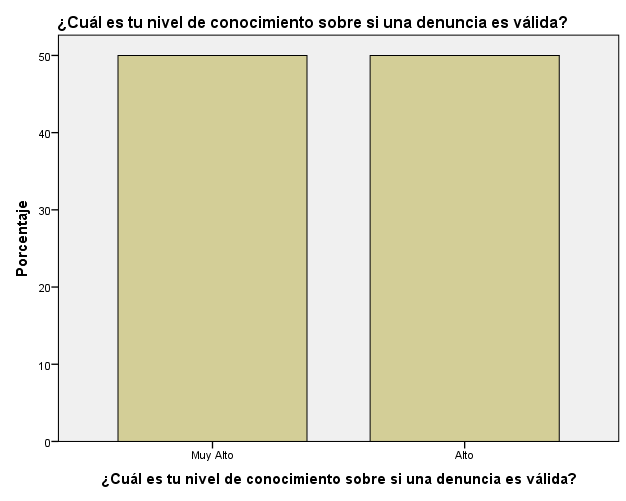 ¿Cuál es tu nivel de conocimiento sobre si una denuncia es válida?
50
40
30
20
10
0
Porcentaje
Muy Alto
Alto
¿Cuál es tu nivel de conocimiento sobre si una denuncia es válida?